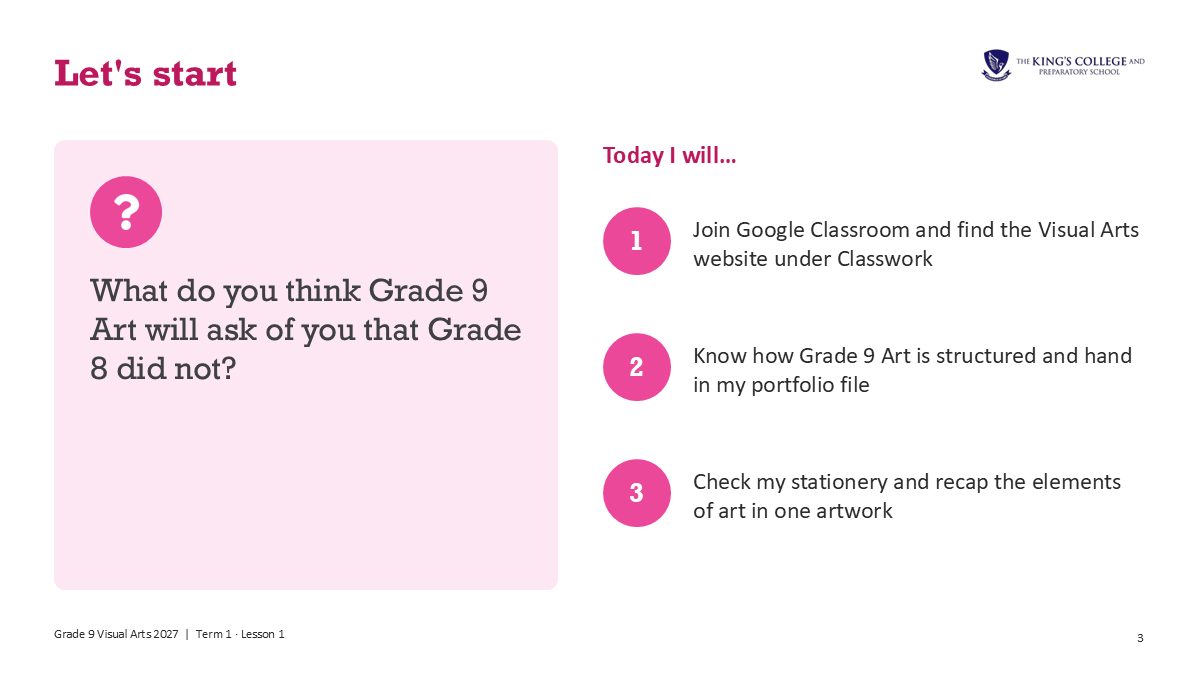 Let's start
THE KING'S COLLEGE AND
PREPARATORY SCHOOL
?
What do you think Grade 9
Art will ask of you that Grade
8 did not?
Today I will...
1
Join Google Classroom and find the Visual Arts
website under Classwork
2
Know how Grade 9 Art is structured and hand
in my portfolio file
3
Check my stationery and recap the elements
of art in one artwork
Grade 9 Visual Arts 2027 | Term 1 · Lesson 1
3